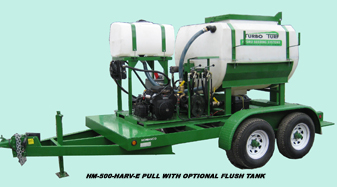 TURBO TURF
HM-500-HARV-E PULL WITH OPTIONAL FLUSH TANK